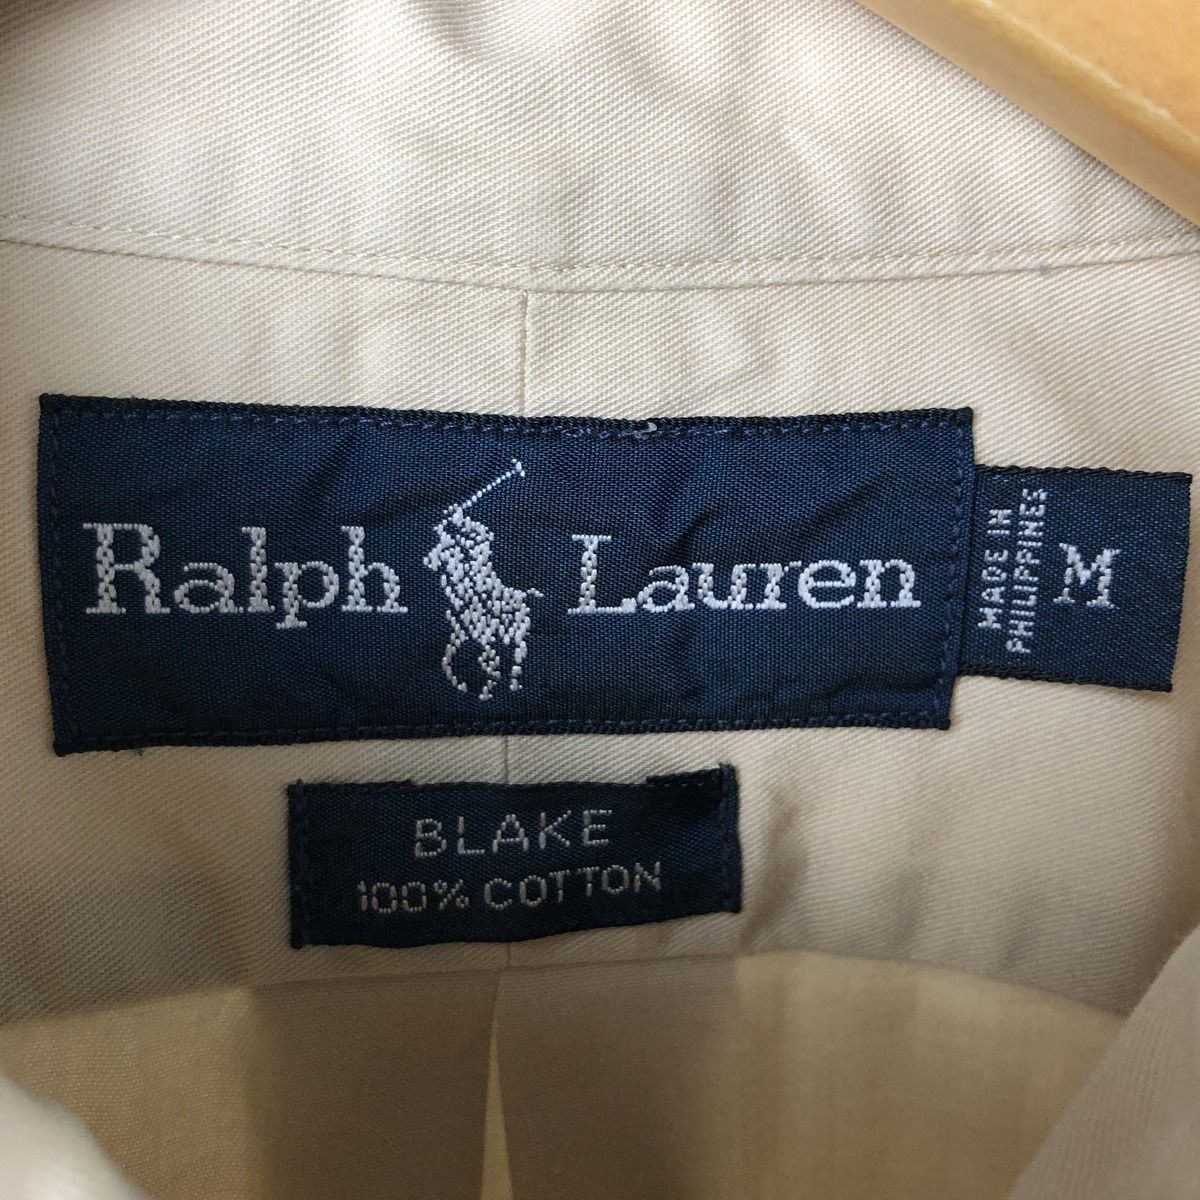 Ralph Lauren
MADE IN
PHILIPPINES
M
BLAKE
100% COTTON